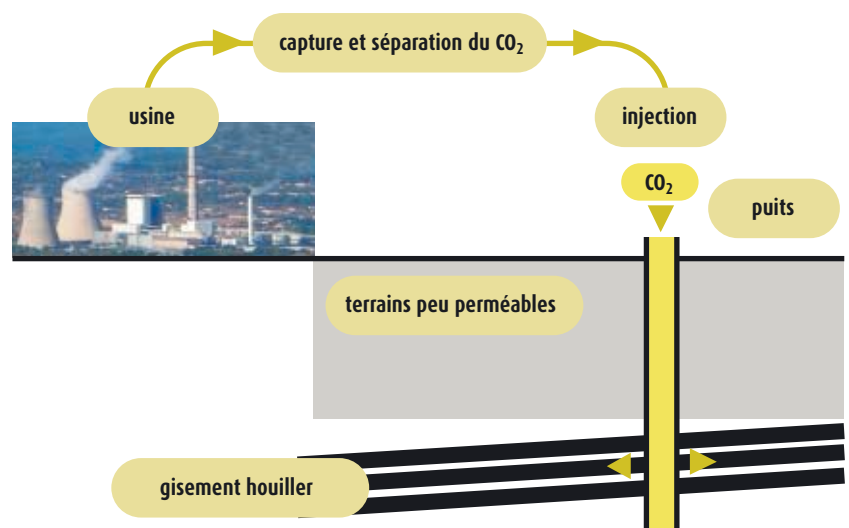 capture et séparation du CO₂
usine
injection
CO₂
puits
terrains peu perméables
gisement houiller